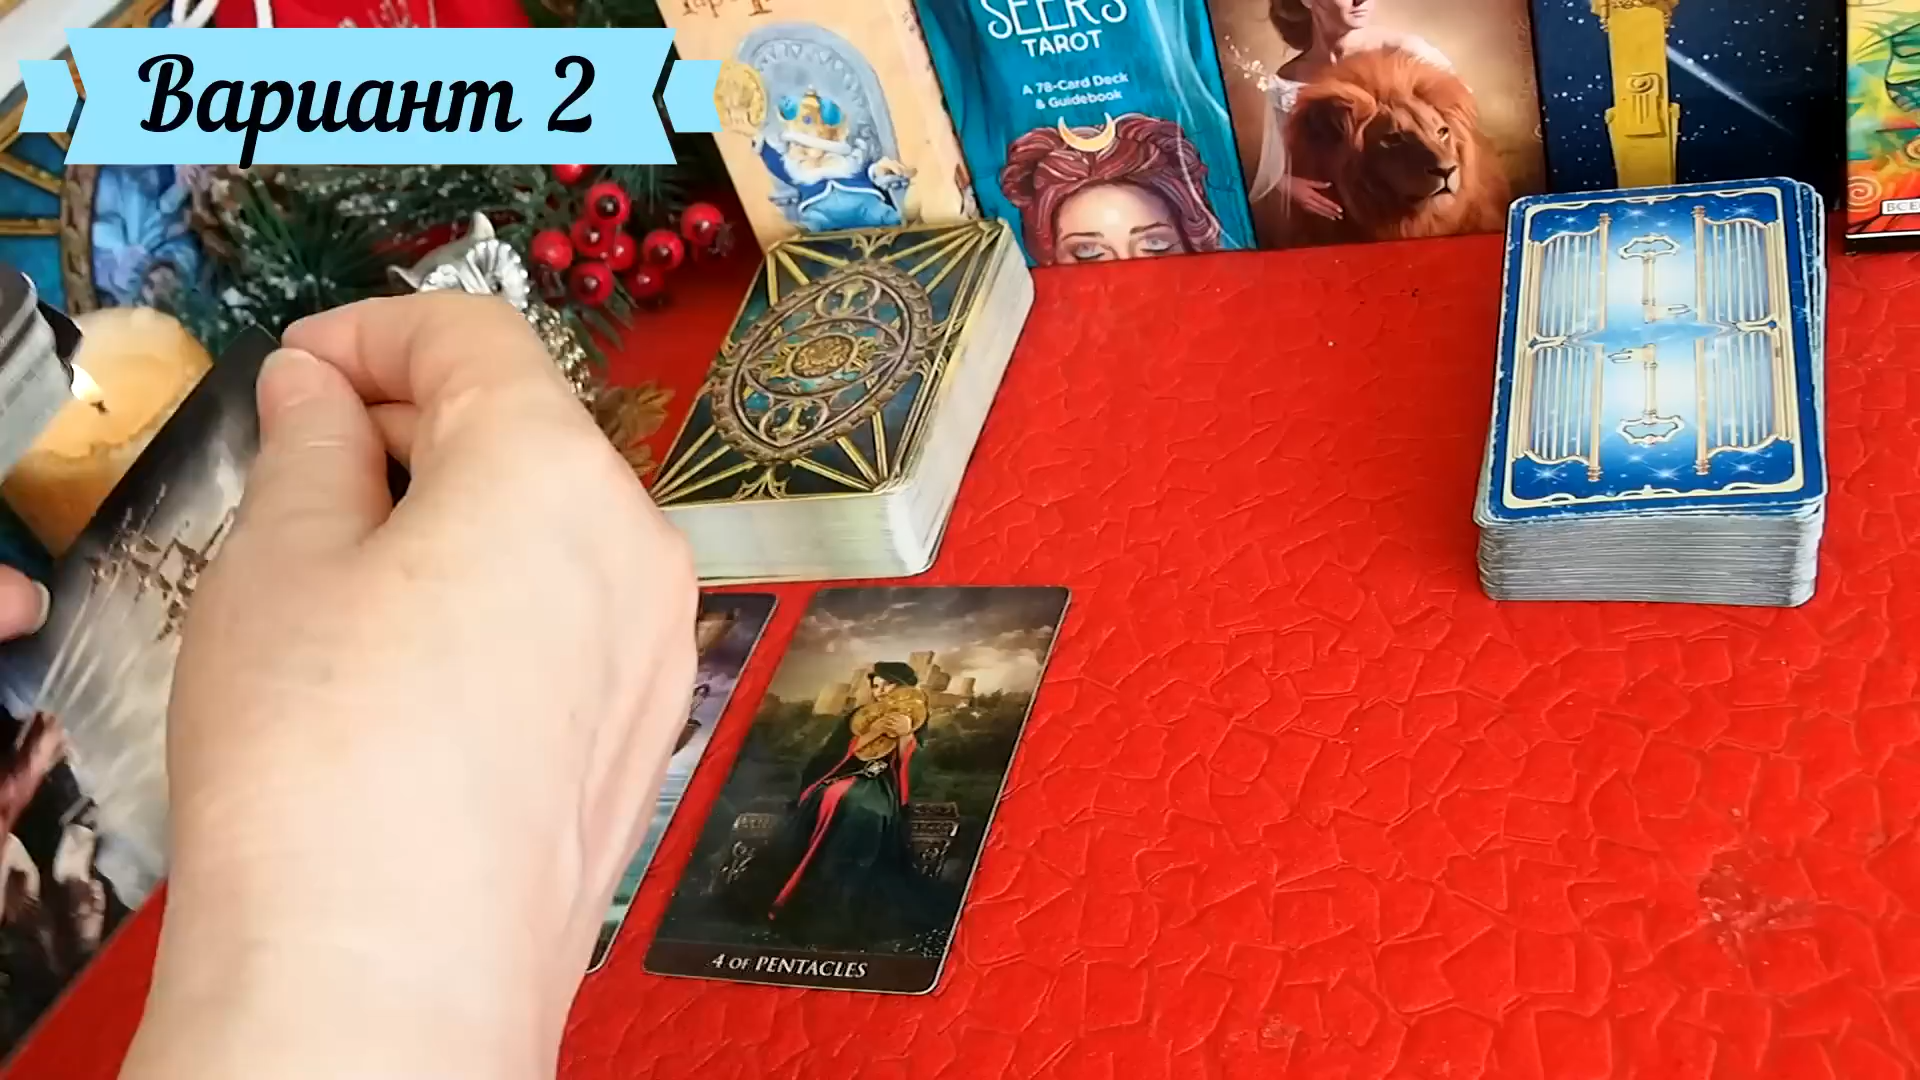 Вариант 2
SEERS
TAROT
A 78-Card Deck
& Guidebook
4 OF PENTACLES